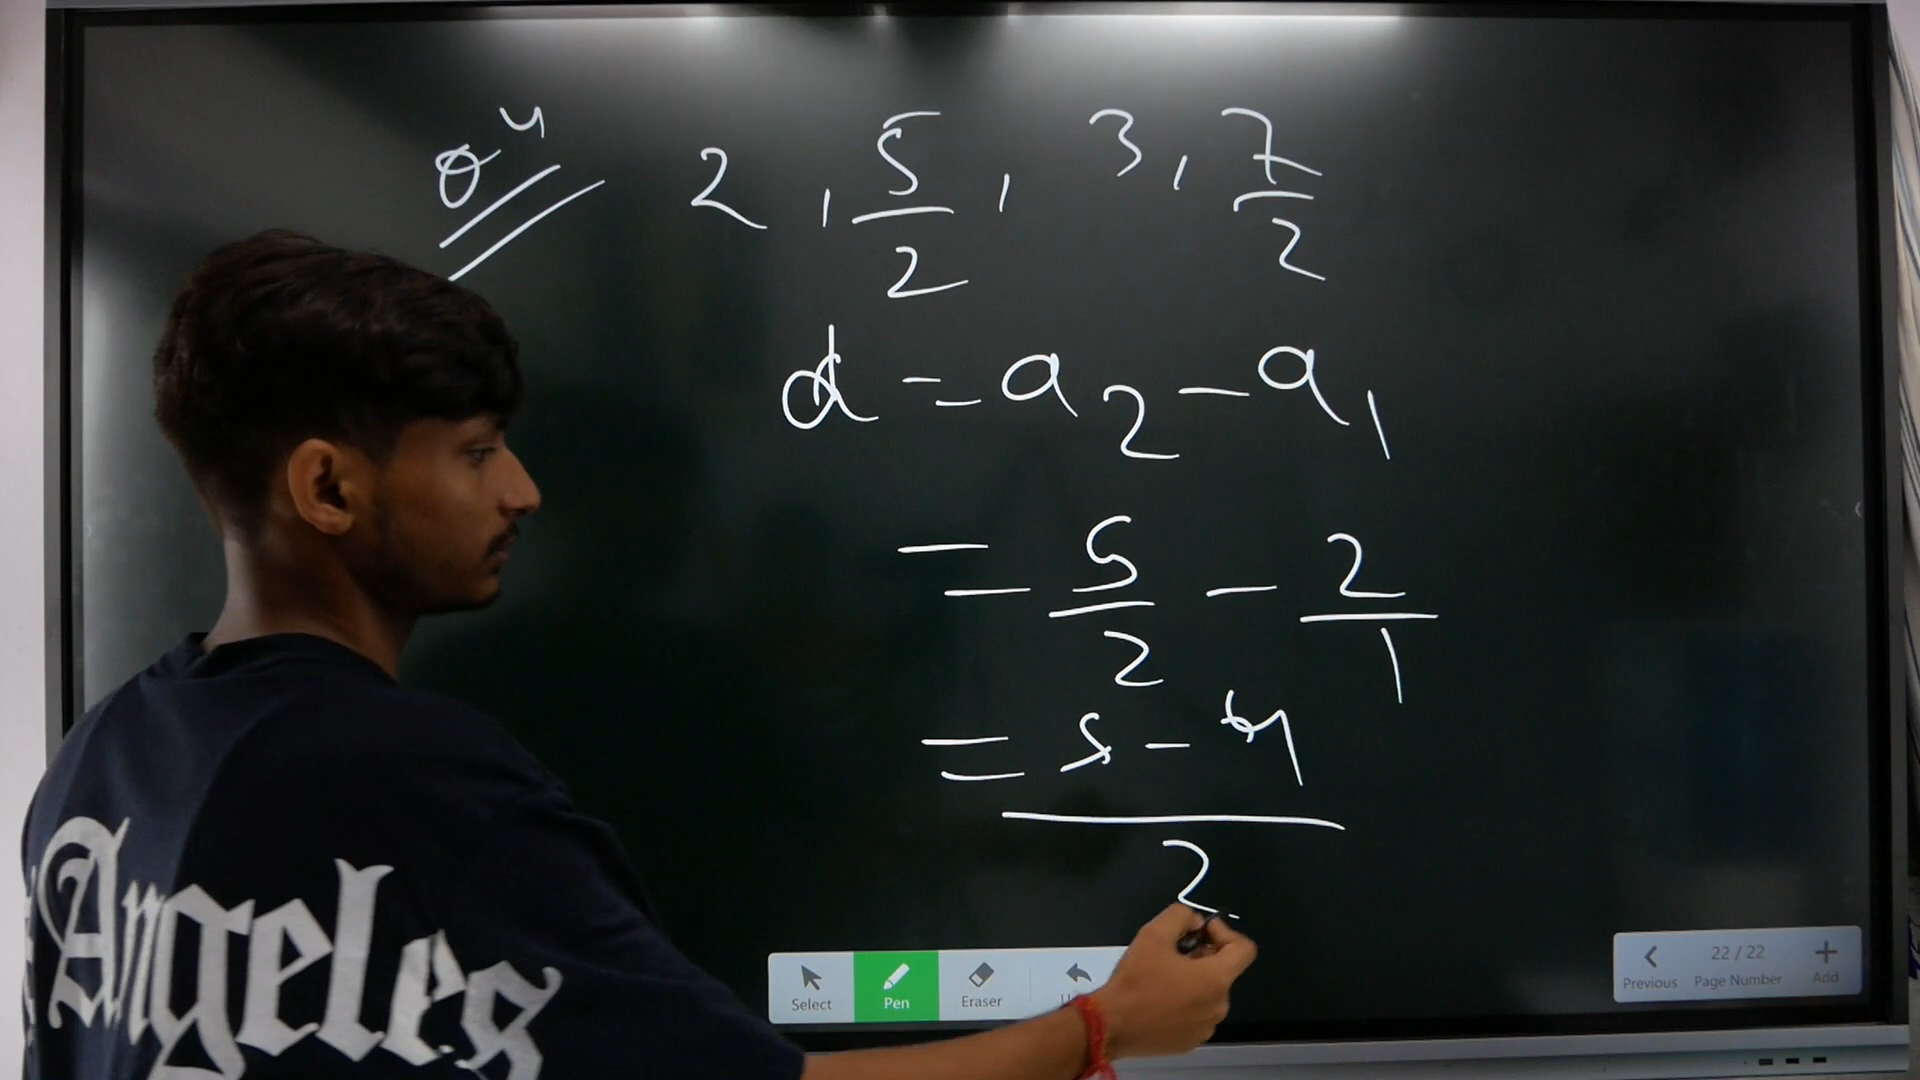 Q4 2, 5/2, 3, 7/2
d = a2 - a1
= 5/2 - 2/1
= 5-4/2
Angeles
Select Pen Eraser
Previous 22 / 22 Page Number Add